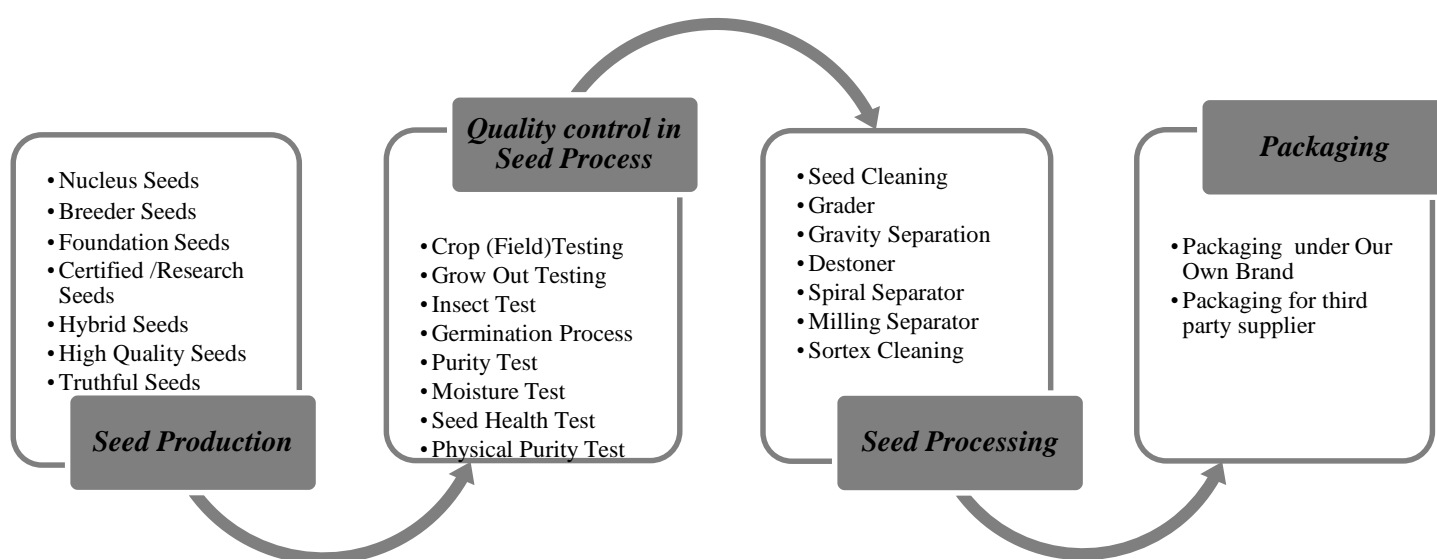 • Nucleus Seeds
• Breeder Seeds
• Foundation Seeds
• Certified /Research
Seeds
• Hybrid Seeds
• High Quality Seeds
• Truthful Seeds
Seed Production
Quality control in
Seed Process
• Crop (Field)Testing
• Grow Out Testing
• Insect Test
• Germination Process
• Purity Test
• Moisture Test
• Seed Health Test
• Physical Purity Test
• Seed Cleaning
• Grader
• Gravity Separation
• Destoner
• Spiral Separator
• Milling Separator
• Sortex Cleaning
Seed Processing
Packaging
• Packaging  under Our
Own Brand
• Packaging for third
party supplier